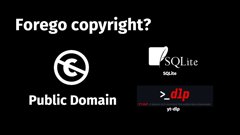 Forego copyright?
Public Domain
SQLite
SQLite
>_dlp
yt-dlp